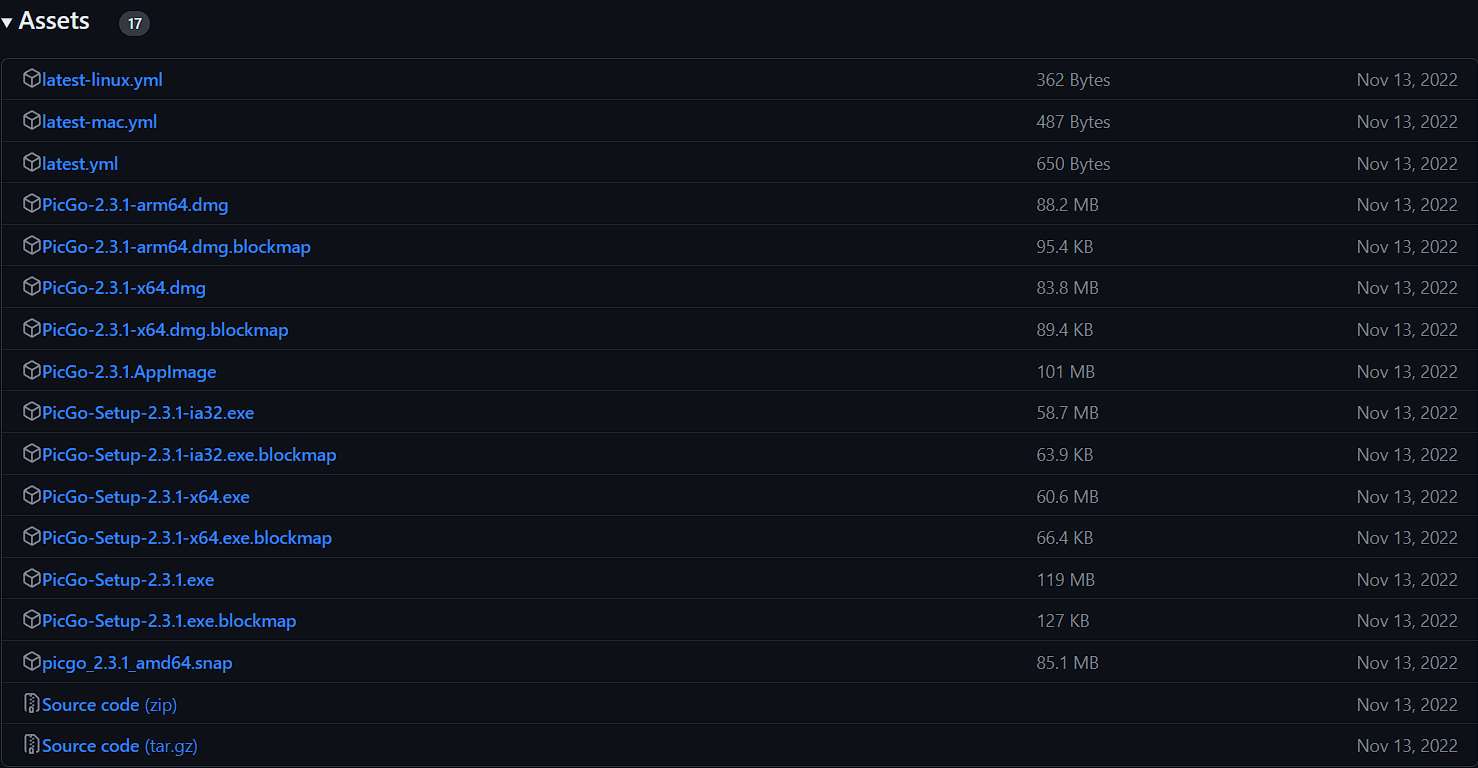 Assets 17
latest-linux.yml 362 Bytes Nov 13, 2022
latest-mac.yml 487 Bytes Nov 13, 2022
latest.yml 650 Bytes Nov 13, 2022
PicGo-2.3.1-arm64.dmg 88.2 MB Nov 13, 2022
PicGo-2.3.1-arm64.dmg.blockmap 95.4 KB Nov 13, 2022
PicGo-2.3.1-x64.dmg 83.8 MB Nov 13, 2022
PicGo-2.3.1-x64.dmg.blockmap 89.4 KB Nov 13, 2022
PicGo-2.3.1.AppImage 101 MB Nov 13, 2022
PicGo-Setup-2.3.1-ia32.exe 58.7 MB Nov 13, 2022
PicGo-Setup-2.3.1-ia32.exe.blockmap 63.9 KB Nov 13, 2022
PicGo-Setup-2.3.1-x64.exe 60.6 MB Nov 13, 2022
PicGo-Setup-2.3.1-x64.exe.blockmap 66.4 KB Nov 13, 2022
PicGo-Setup-2.3.1.exe 119 MB Nov 13, 2022
PicGo-Setup-2.3.1.exe.blockmap 127 KB Nov 13, 2022
picgo_2.3.1_amd64.snap 85.1 MB Nov 13, 2022
Source code (zip) Nov 13, 2022
Source code (tar.gz) Nov 13, 2022